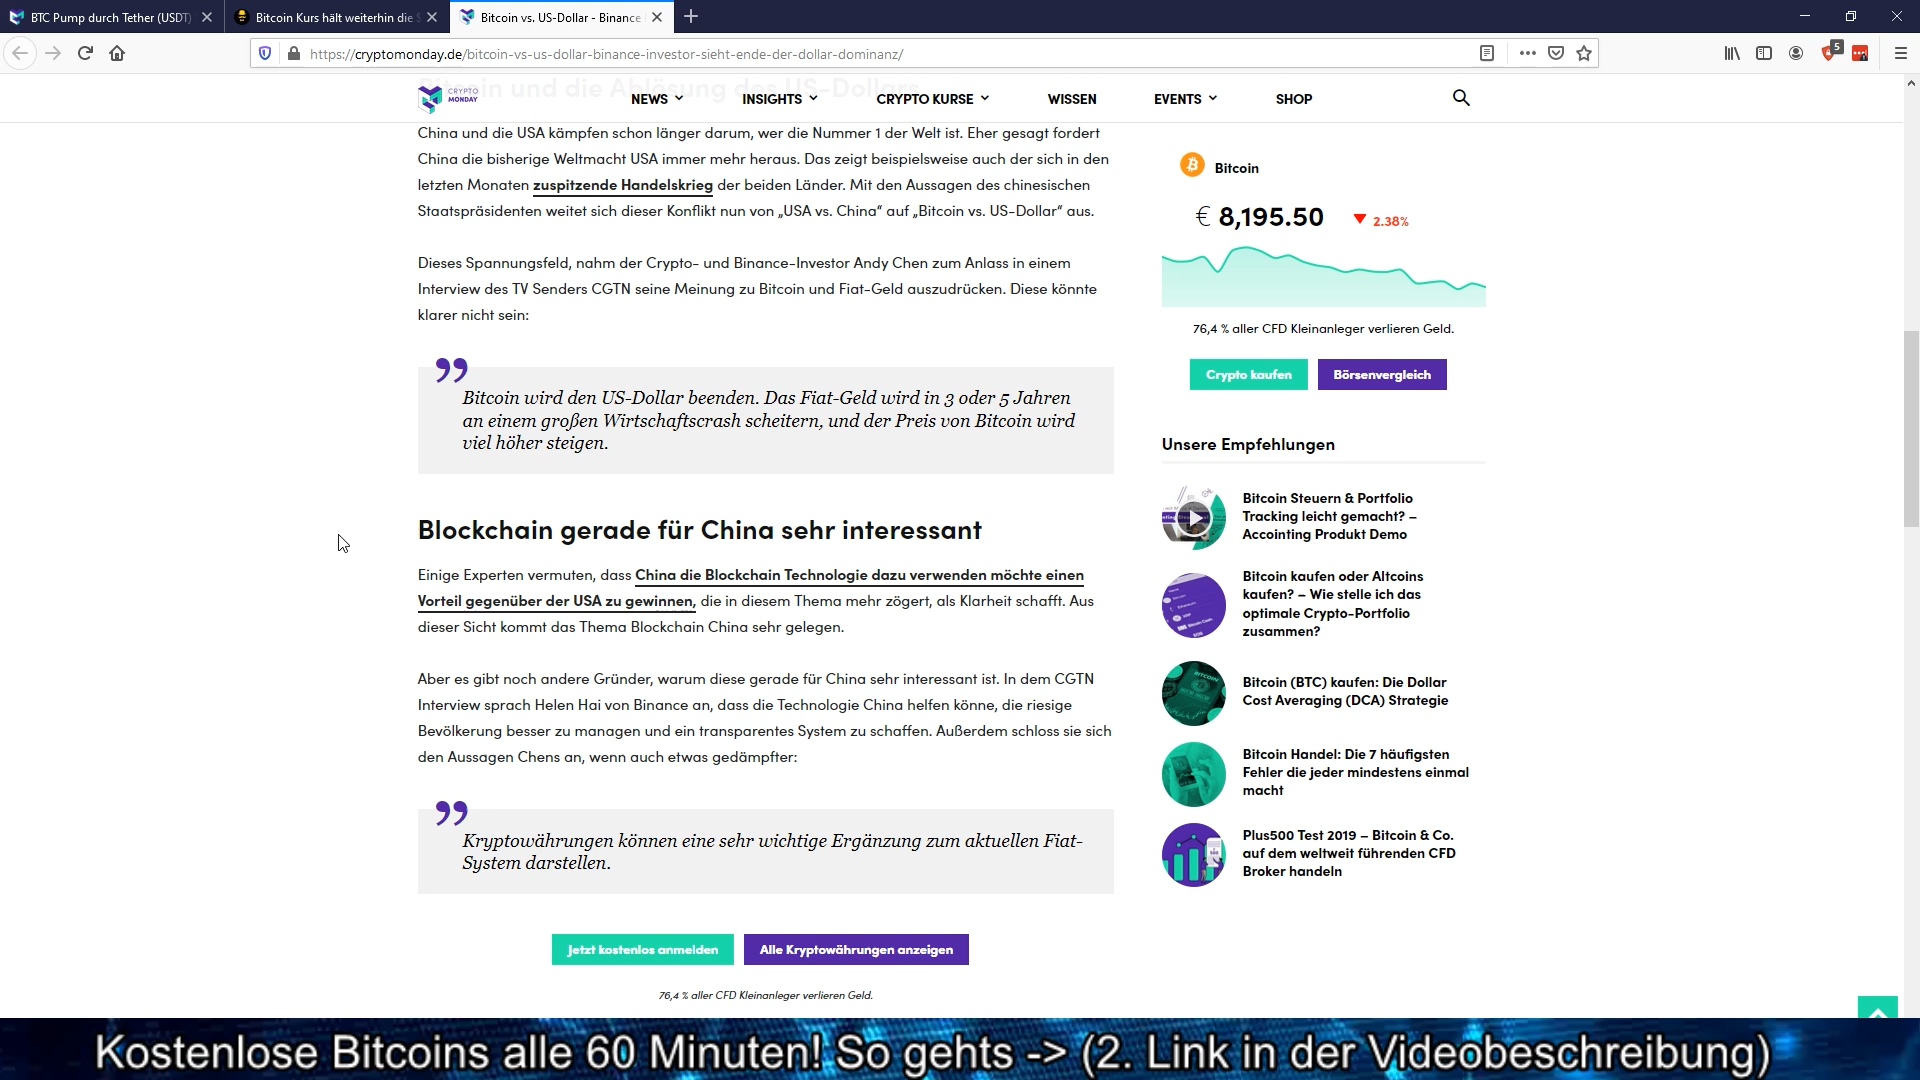 BTC Pump durch Tether (USDT)
Bitcoin Kurs hält weiterhin die
Bitcoin vs. US-Dollar - Binance
https://cryptomonday.de/bitcoin-vs-us-dollar-binance-investor-sieht-ende-der-dollar-dominanz/
5
Bitcoin und die Ablösung des US-Dollars
CRYPTO
MONDAY
NEWS
INSIGHTS
CRYPTO KURSE
WISSEN
EVENTS
SHOP
China und die USA kämpfen schon länger darum, wer die Nummer 1 der Welt ist. Eher gesagt fordert
China die bisherige Weltmacht USA immer mehr heraus. Das zeigt beispielsweise auch der sich in den
letzten Monaten zuspitzende Handelskrieg der beiden Länder. Mit den Aussagen des chinesischen
Staatspräsidenten weitet sich dieser Konflikt nun von „USA vs. China“ auf „Bitcoin vs. US-Dollar“ aus.
Dieses Spannungsfeld, nahm der Crypto- und Binance-Investor Andy Chen zum Anlass in einem
Interview des TV Senders CGTN seine Meinung zu Bitcoin und Fiat-Geld auszudrücken. Diese könnte
klarer nicht sein:
”
Bitcoin wird den US-Dollar beenden. Das Fiat-Geld wird in 3 oder 5 Jahren
an einem großen Wirtschaftscrash scheitern, und der Preis von Bitcoin wird
viel höher steigen.
Blockchain gerade für China sehr interessant
Einige Experten vermuten, dass China die Blockchain Technologie dazu verwenden möchte einen
Vorteil gegenüber der USA zu gewinnen, die in diesem Thema mehr zögert, als Klarheit schafft. Aus
dieser Sicht kommt das Thema Blockchain China sehr gelegen.
Aber es gibt noch andere Gründer, warum diese gerade für China sehr interessant ist. In dem CGTN
Interview sprach Helen Hai von Binance an, dass die Technologie China helfen könne, die riesige
Bevölkerung besser zu managen und ein transparentes System zu schaffen. Außerdem schloss sie sich
den Aussagen Chens an, wenn auch etwas gedämpfter:
”
Kryptowährungen können eine sehr wichtige Ergänzung zum aktuellen Fiat-
System darstellen.
Jetzt kostenlos anmelden
Alle Kryptowährungen anzeigen
76,4 % aller CFD Kleinanleger verlieren Geld.
Bitcoin
€ 8,195.50
2.38%
76,4 % aller CFD Kleinanleger verlieren Geld.
Crypto kaufen
Börsenvergleich
Unsere Empfehlungen
Bitcoin Steuern & Portfolio
Tracking leicht gemacht? –
Accointing Produkt Demo
Bitcoin kaufen oder Altcoins
kaufen? – Wie stelle ich das
optimale Crypto-Portfolio
zusammen?
Bitcoin (BTC) kaufen: Die Dollar
Cost Averaging (DCA) Strategie
Bitcoin Handel: Die 7 häufigsten
Fehler die jeder mindestens einmal
macht
Plus500 Test 2019 – Bitcoin & Co.
auf dem weltweit führenden CFD
Broker handeln
Kostenlose Bitcoins alle 60 Minuten! So gehts -> (2. Link in der Videobeschreibung)